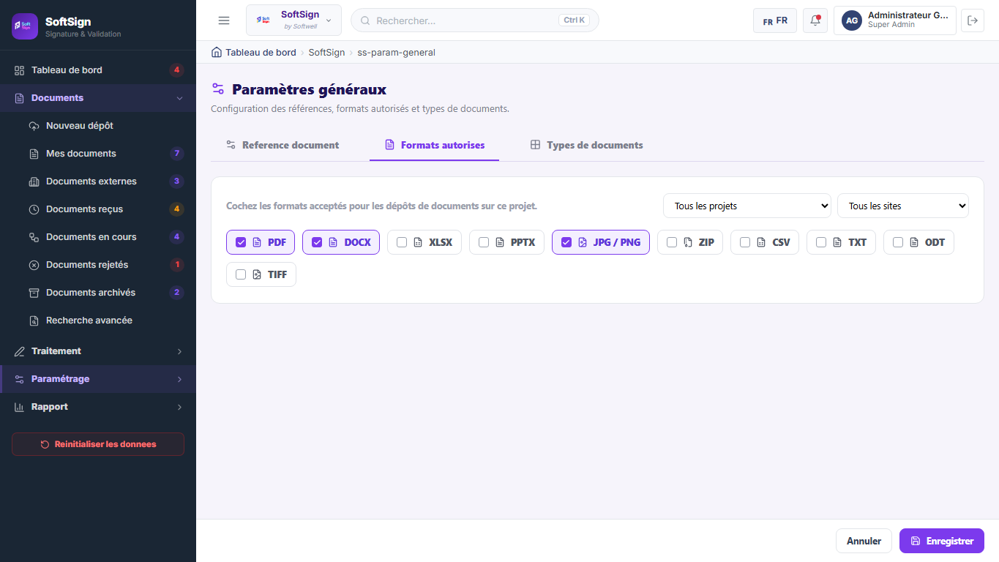 SoftSign
Signature & Validation
Tableau de bord 4
Documents
Nouveau dépôt
Mes documents 7
Documents externes 3
Documents reçus 4
Documents en cours 4
Documents rejetés 1
Documents archivés 2
Recherche avancée
Traitement
Paramétrage
Rapport
Reinitialiser les donnees
Soft Sign
SoftSign
by Softwell
Rechercher... Ctrl K
FR FR
AG
Administrateur G...
Super Admin
Tableau de bord › SoftSign › ss-param-general
Paramètres généraux
Configuration des références, formats autorisés et types de documents.
Reference document Formats autorises Types de documents
Cochez les formats acceptés pour les dépôts de documents sur ce projet. Tous les projets Tous les sites
PDF DOCX XLSX PPTX JPG / PNG ZIP CSV TXT ODT
TIFF
Annuler Enregistrer